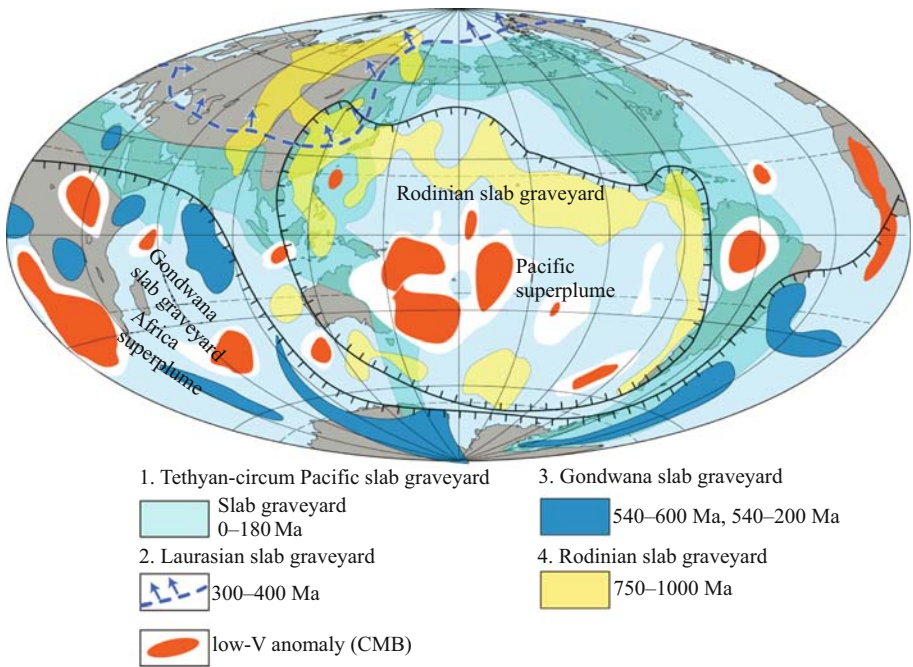 Rodinian slab graveyard
Pacific
superplume
Gondwana
slab graveyard
Africa
superplume
1. Tethyan-circum Pacific slab graveyard
Slab graveyard
0–180 Ma
2. Laurasian slab graveyard
300–400 Ma
low-V anomaly (CMB)
3. Gondwana slab graveyard
540–600 Ma, 540–200 Ma
4. Rodinian slab graveyard
750–1000 Ma